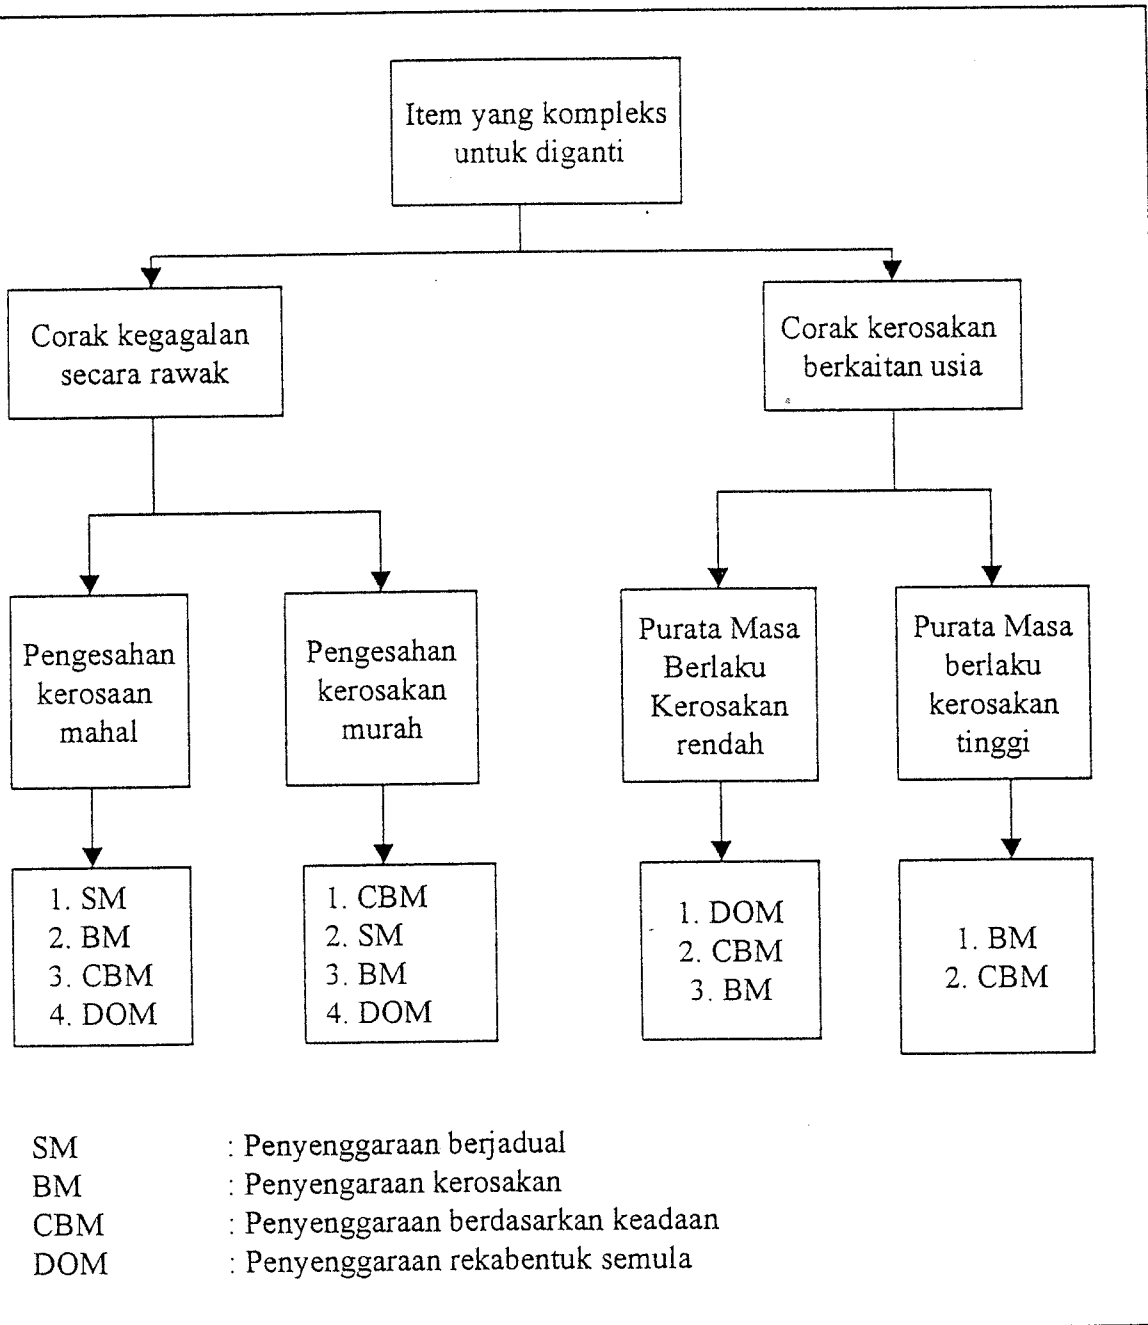 Item yang kompleks
untuk diganti
Corak kegagalan
secara rawak
Corak kerosakan
berkaitan usia
Pengesahan
kerosaan
mahal
Pengesahan
kerosakan
murah
Purata Masa
Berlaku
Kerosakan
rendah
Purata Masa
berlaku
kerosakan
tinggi
1. SM
2. BM
3. CBM
4. DOM
1. CBM
2. SM
3. BM
4. DOM
1. DOM
2. CBM
3. BM
1. BM
2. CBM
SM : Penyenggaraan berjadual
BM : Penyengaraan kerosakan
CBM : Penyenggaraan berdasarkan keadaan
DOM : Penyenggaraan rekabentuk semula